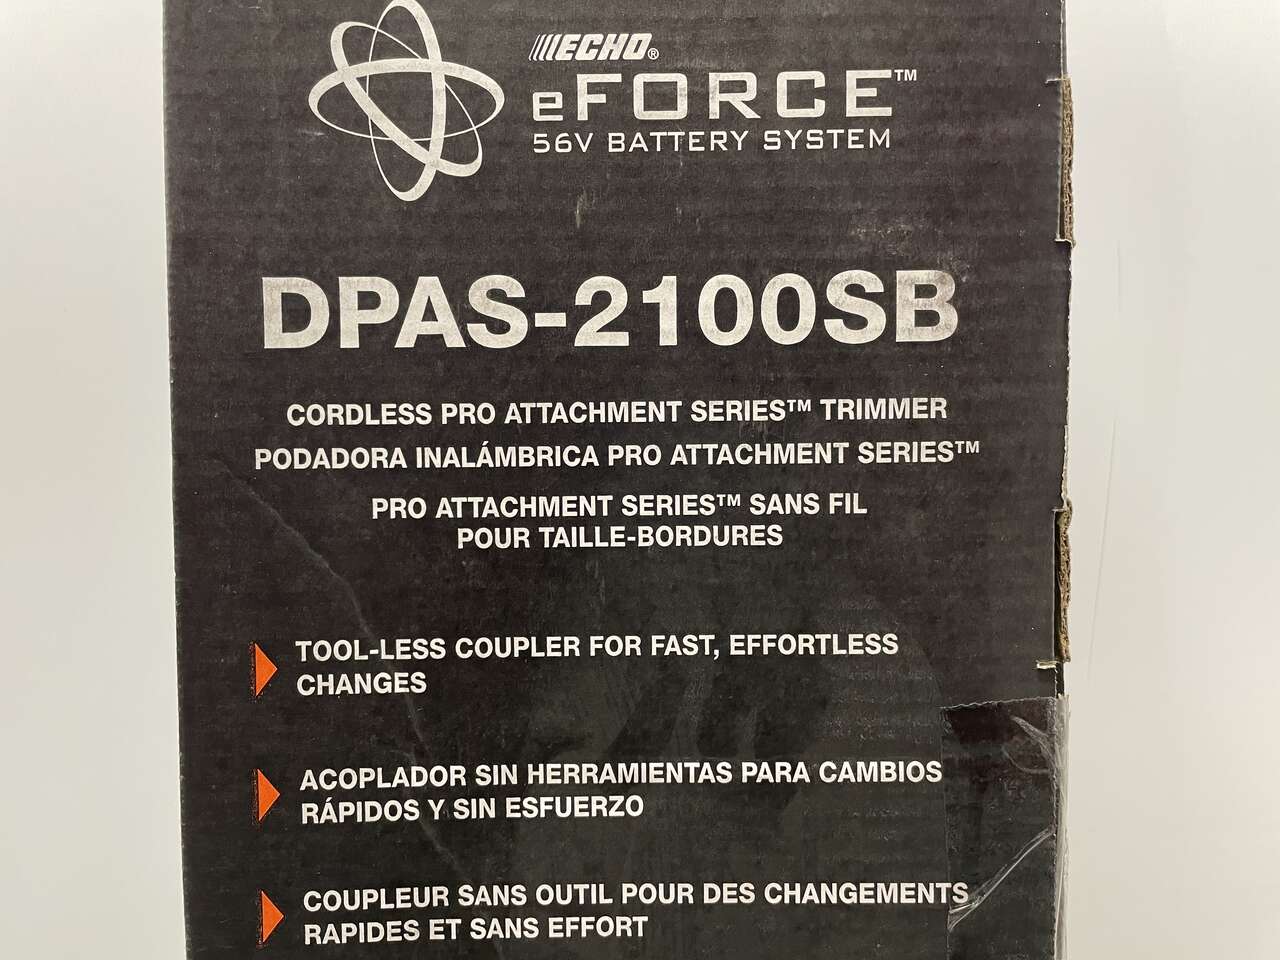 ECHO®
eFORCE™
56V BATTERY SYSTEM
DPAS-2100SB
CORDLESS PRO ATTACHMENT SERIES™ TRIMMER
PODADORA INALÁMBRICA PRO ATTACHMENT SERIES™
PRO ATTACHMENT SERIES™ SANS FIL
POUR TAILLE-BORDURES
TOOL-LESS COUPLER FOR FAST, EFFORTLESS
CHANGES
ACOPLADOR SIN HERRAMIENTAS PARA CAMBIOS
RÁPIDOS Y SIN ESFUERZO
COUPLEUR SANS OUTIL POUR DES CHANGEMENTS
RAPIDES ET SANS EFFORT